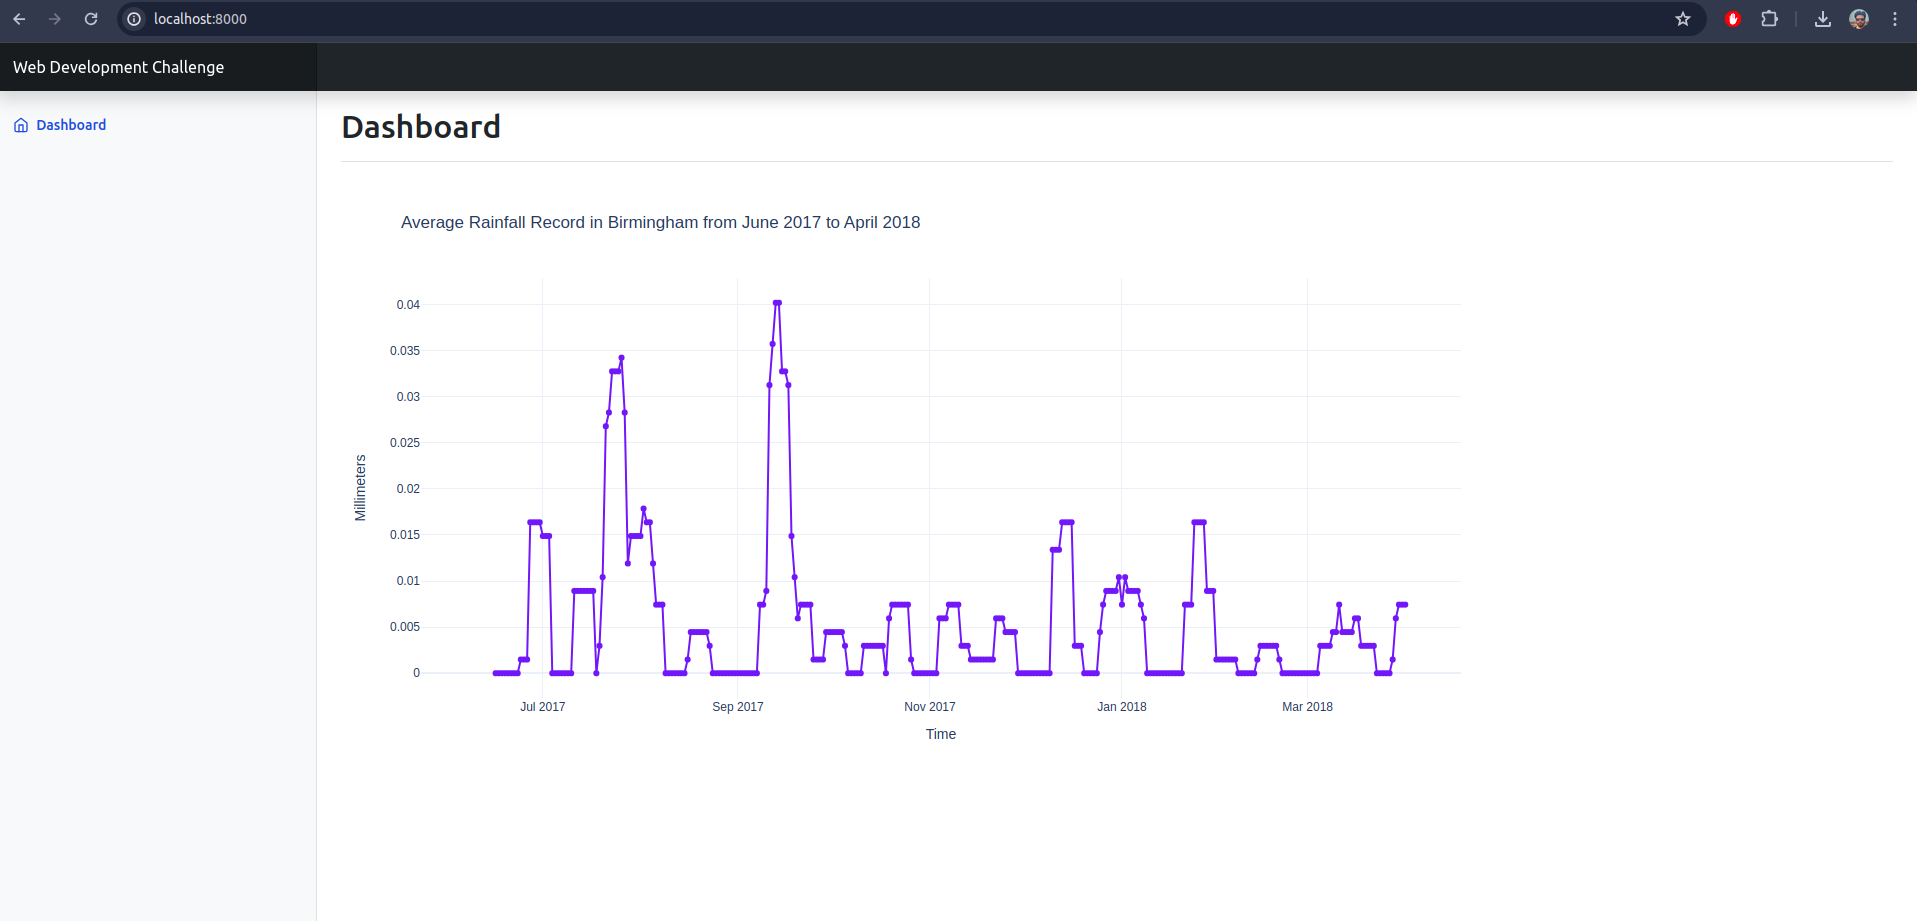 localhost:8000
Web Development Challenge
Dashboard
Dashboard
Average Rainfall Record in Birmingham from June 2017 to April 2018
0.04
0.035
0.03
0.025
0.02
0.015
0.01
0.005
0
Millimeters
Jul 2017 Sep 2017 Nov 2017 Jan 2018 Mar 2018
Time